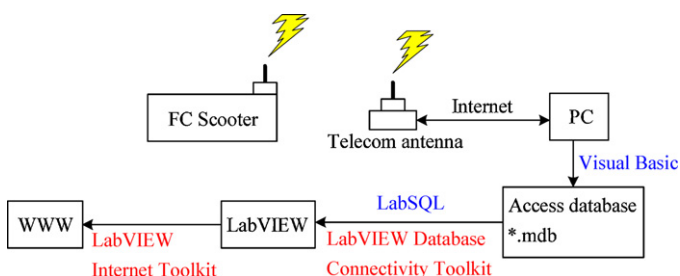 FC Scooter
Telecom antenna
Internet
PC
Visual Basic
Access database
*.mdb
LabSQL
LabVIEW Database
Connectivity Toolkit
LabVIEW
LabVIEW
Internet Toolkit
WWW